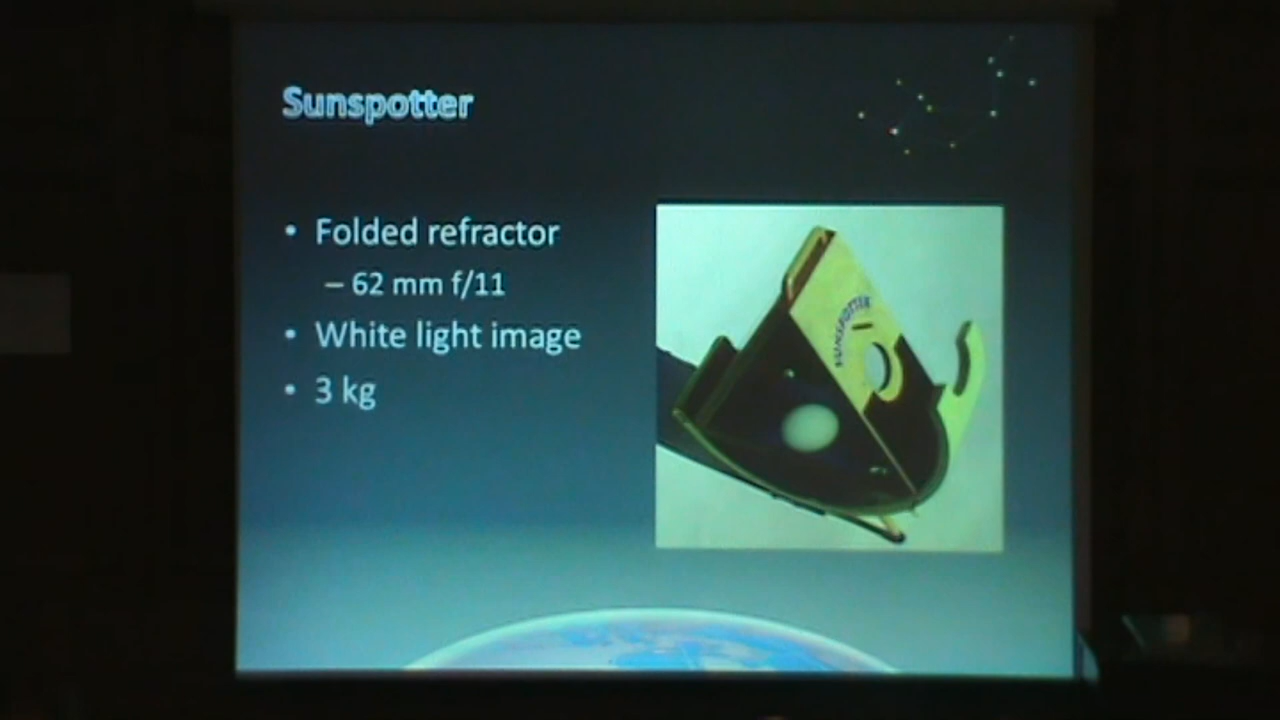 Sunspotter
• Folded refractor
– 62 mm f/11
• White light image
• 3 kg
SUNSPOTTER